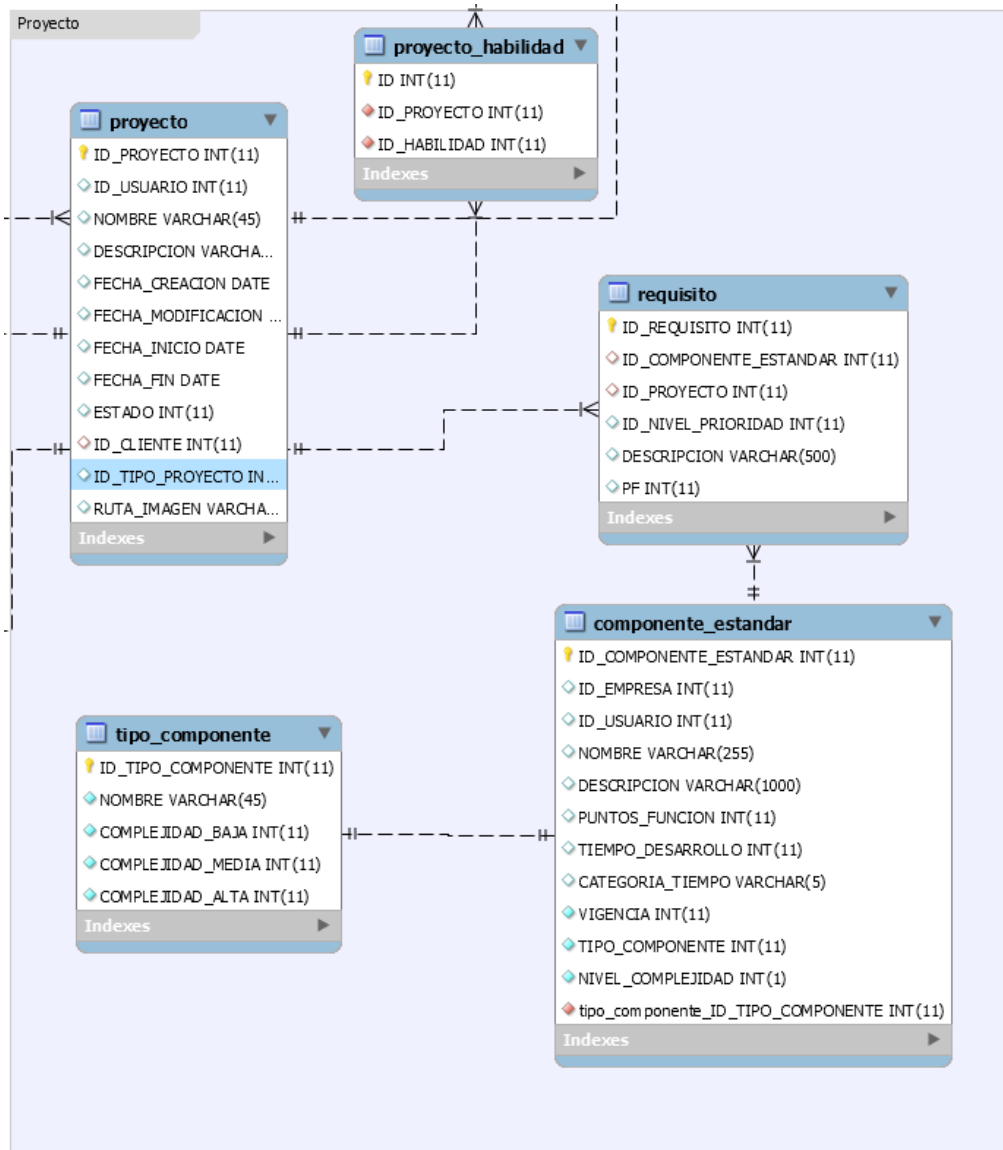 Proyecto
proyecto_habilidad
ID INT(11)
ID_PROYECTO INT(11)
ID_HABILIDAD INT(11)
Indexes
proyecto
ID_PROYECTO INT(11)
ID_USUARIO INT(11)
NOMBRE VARCHAR(45)
DESCRIPCION VARCHA...
FECHA_CREACION DATE
FECHA_MODIFICACION ...
FECHA_INICIO DATE
FECHA_FIN DATE
ESTADO INT(11)
ID_CLIENTE INT(11)
ID_TIPO_PROYECTO IN...
RUTA_IMAGEN VARCHA...
Indexes
requisito
ID_REQUISITO INT(11)
ID_COMPONENTE_ESTANDAR INT(11)
ID_PROYECTO INT(11)
ID_NIVEL_PRIORIDAD INT(11)
DESCRIPCION VARCHAR(500)
PF INT(11)
Indexes
componente_estandar
ID_COMPONENTE_ESTANDAR INT(11)
ID_EMPRESA INT(11)
ID_USUARIO INT(11)
NOMBRE VARCHAR(255)
DESCRIPCION VARCHAR(1000)
PUNTOS_FUNCION INT(11)
TIEMPO_DESARROLLO INT(11)
CATEGORIA_TIEMPO VARCHAR(5)
VIGENCIA INT(11)
TIPO_COMPONENTE INT(11)
NIVEL_COMPLEJIDAD INT(1)
tipo_componente_ID_TIPO_COMPONENTE INT(11)
Indexes
tipo_componente
ID_TIPO_COMPONENTE INT(11)
NOMBRE VARCHAR(45)
COMPLEJIDAD_BAJA INT(11)
COMPLEJIDAD_MEDIA INT(11)
COMPLEJIDAD_ALTA INT(11)
Indexes